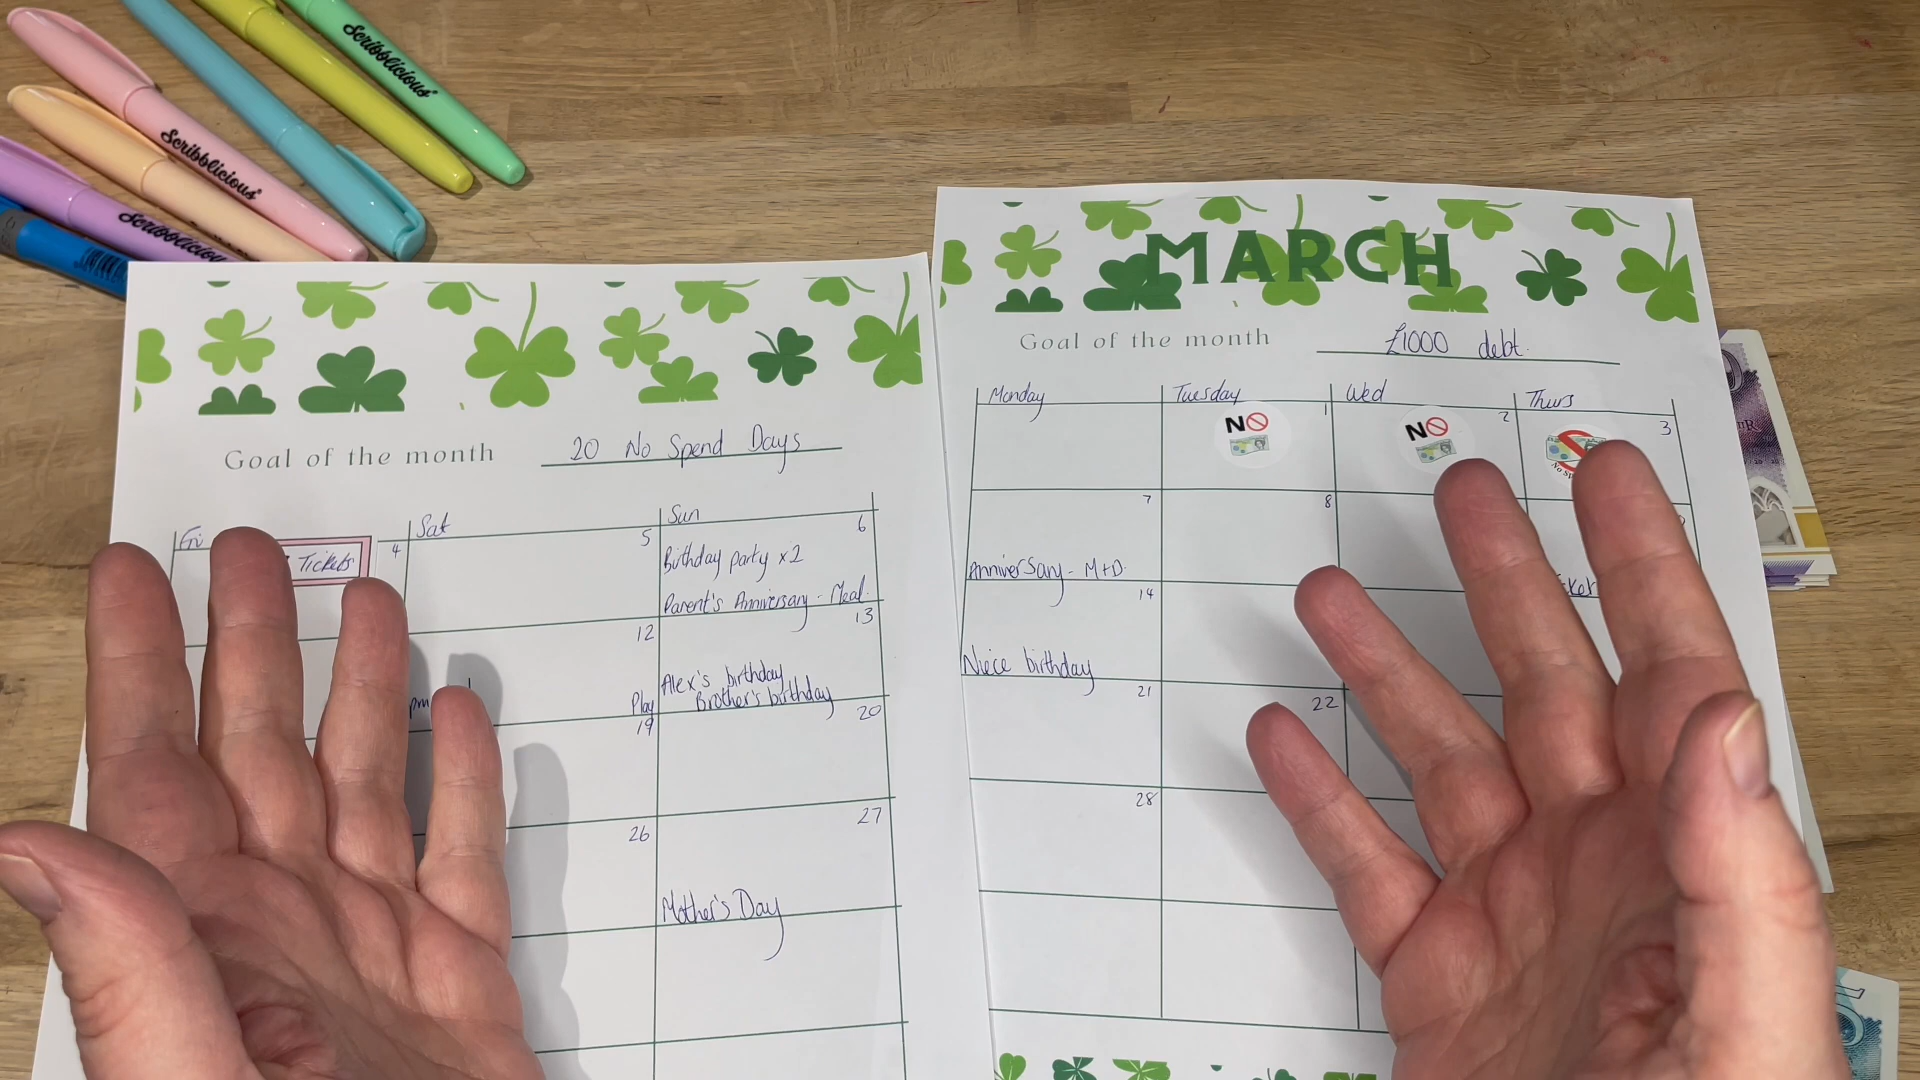 Scribblicious
Scribblicious
Scribblicious
MARCH
Goal of the month £1000 debt.
Monday Tuesday Wed Thurs
1 2 3
NO
NO
No
7 8
Anniversary - M+D.
14
Niece birthday
21 22
28
Goal of the month 20 No Spend Days
Fri Sat Sun
Tickets 4 5 6
Birthday party x2
Parent's Anniversary - Meal.
12 13
pm Play
Alex's birthday
Brother's birthday
19 20
26 27
Mother's Day